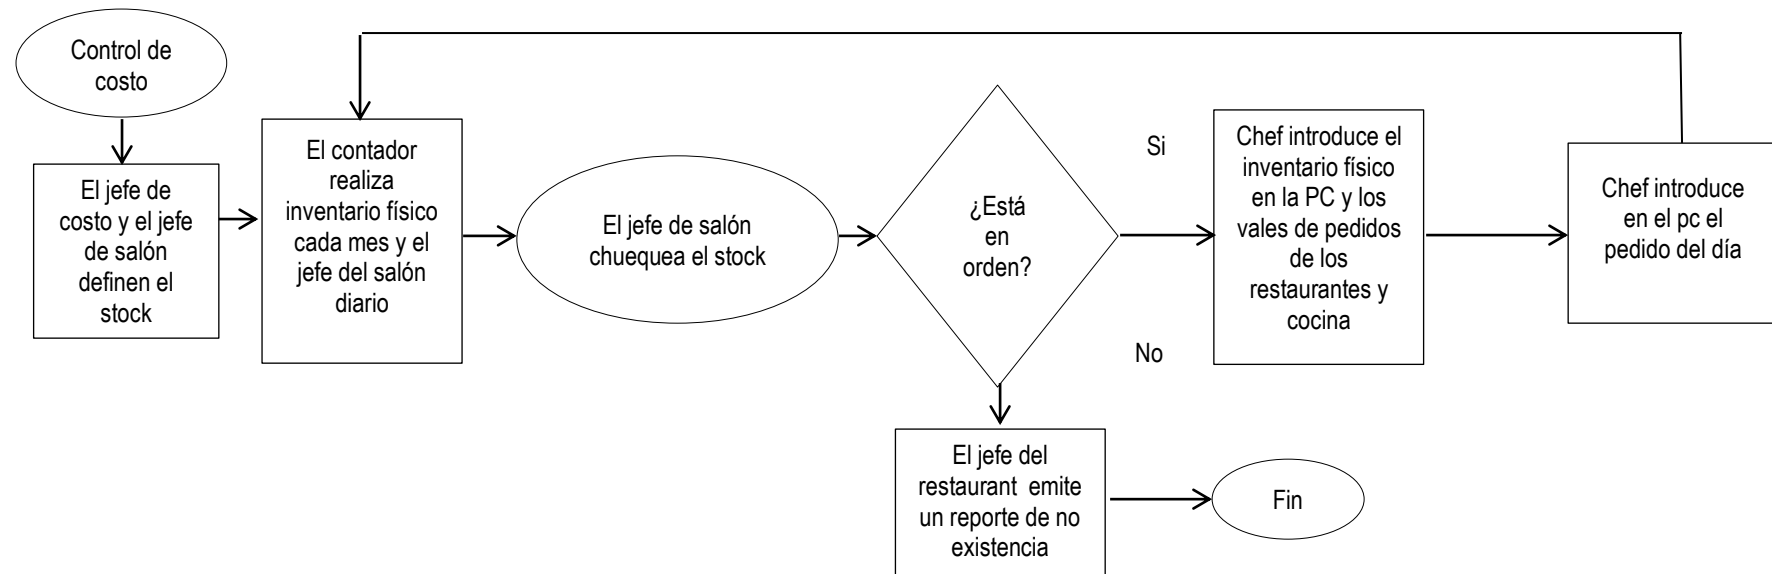 Control de
costo
El jefe de
costo y el jefe
de salón
definen el
stock
El contador
realiza
inventario físico
cada mes y el
jefe del salón
diario
El jefe de salón
chuequea el stock
¿Está
en
orden?
Si
No
Chef introduce el
inventario físico
en la PC y los
vales de pedidos
de los
restaurantes y
cocina
Chef introduce
en el pc el
pedido del día
El jefe del
restaurant emite
un reporte de no
existencia
Fin